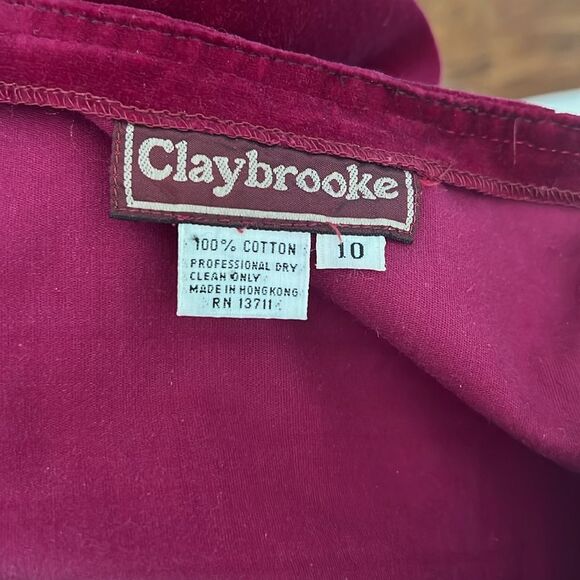 Claybrooke
100% COTTON
PROFESSIONAL DRY
CLEAN ONLY
MADE IN HONGKONG
RN 13711
10